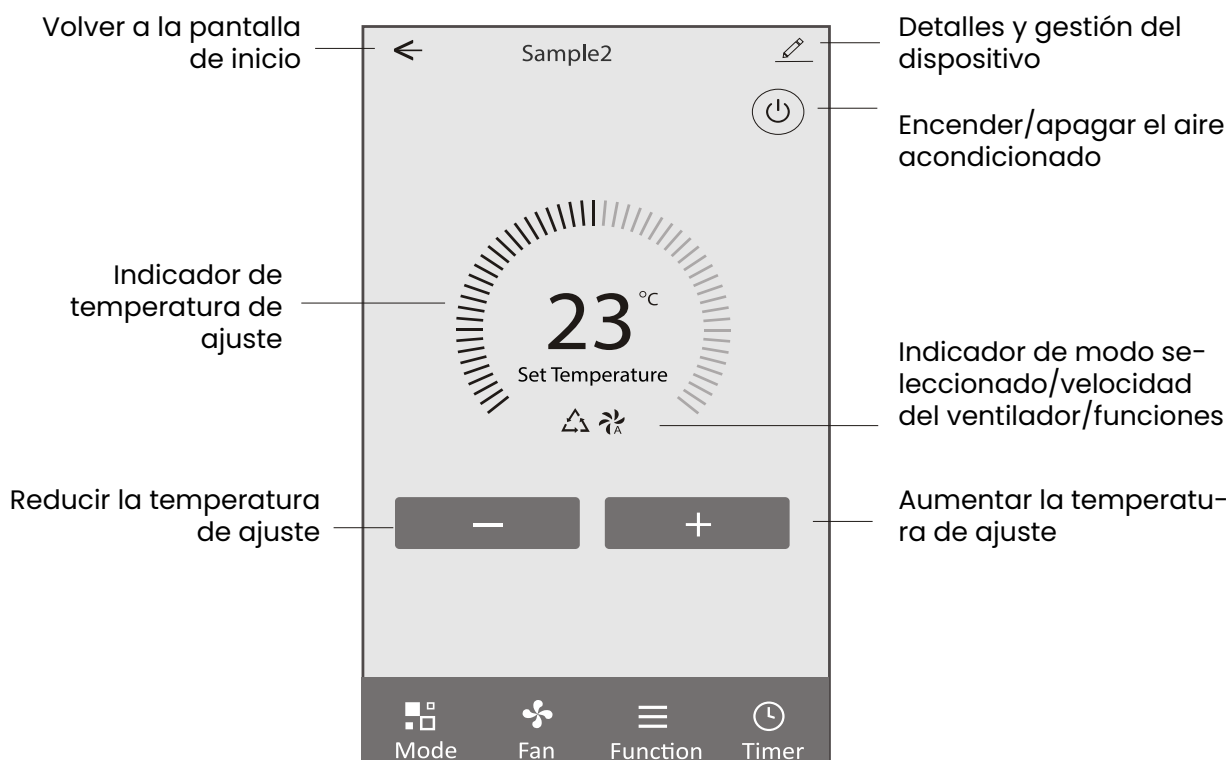 Volver a la pantalla
de inicio
Sample2
Detalles y gestión del
dispositivo
Encender/apagar el aire
acondicionado
Indicador de
temperatura de
ajuste
23 °C
Set Temperature
A
Indicador de modo se-
leccionado/velocidad
del ventilador/funciones
Reducir la temperatura
de ajuste
Aumentar la temperatu-
ra de ajuste
Mode Fan Function Timer